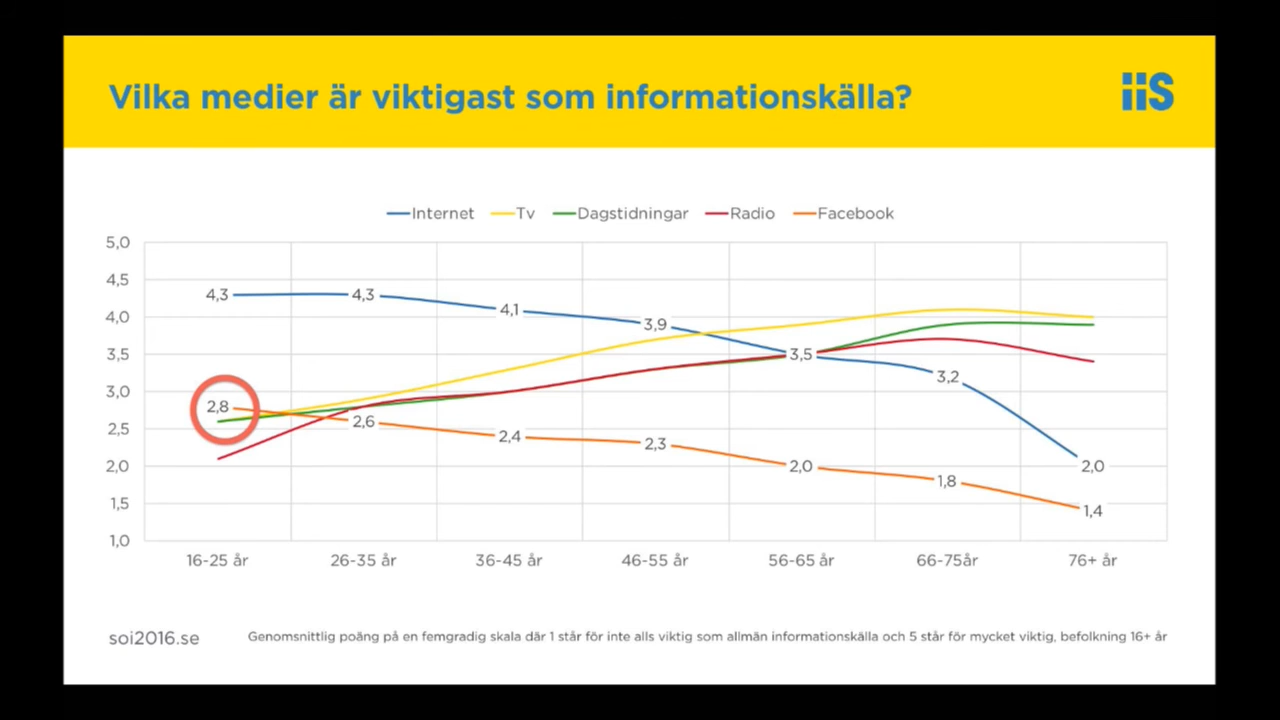 Vilka medier är viktigast som informationskälla?
iis
Internet Tv Dagstidningar Radio Facebook
5,0
4,5
4,0
3,5
3,0
2,5
2,0
1,5
1,0
4,3 4,3 4,1 3,9 3,5 3,2 2,0
2,8 2,6 2,4 2,3 2,0 1,8 1,4
16-25 år 26-35 år 36-45 år 46-55 år 56-65 år 66-75år 76+ år
soi2016.se
Genomsnittlig poäng på en femgradig skala där 1 står för inte alls viktig som allmän informationskälla och 5 står för mycket viktig, befolkning 16+ år